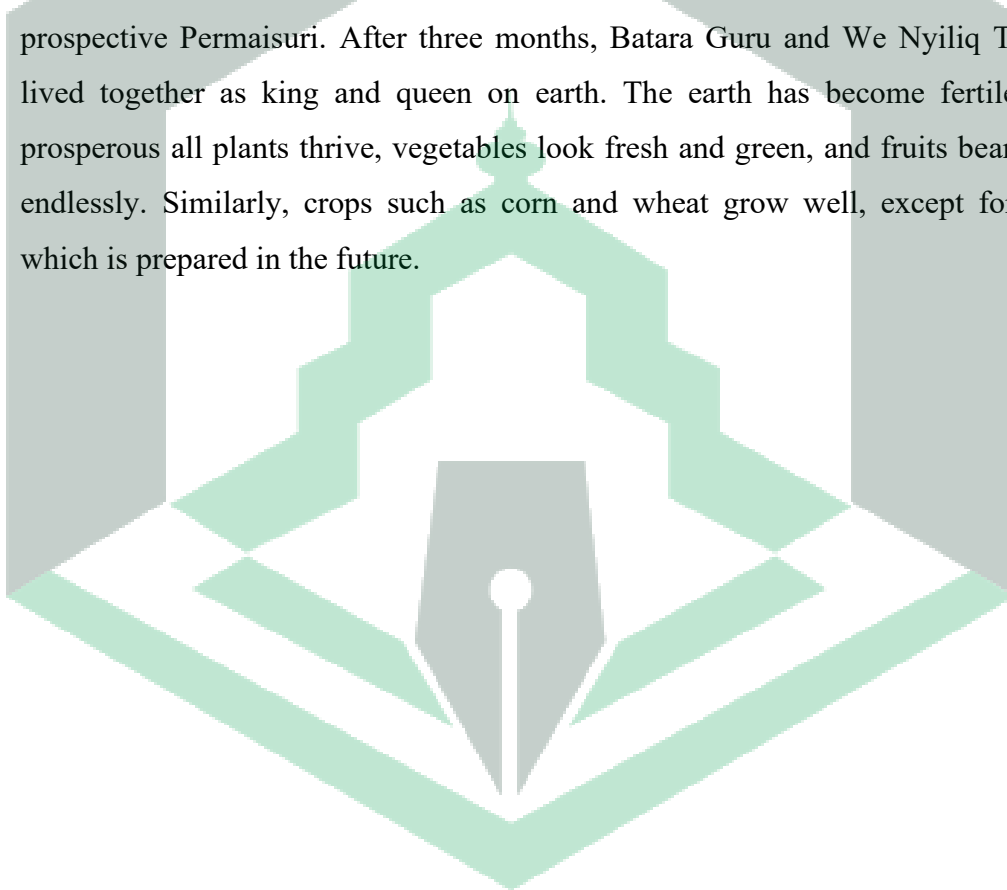 prospective Permaisuri. After three months, Batara Guru and We Nyiliq T
lived together as king and queen on earth. The earth has become fertile
prosperous all plants thrive, vegetables look fresh and green, and fruits bear
endlessly. Similarly, crops such as corn and wheat grow well, except for
which is prepared in the future.